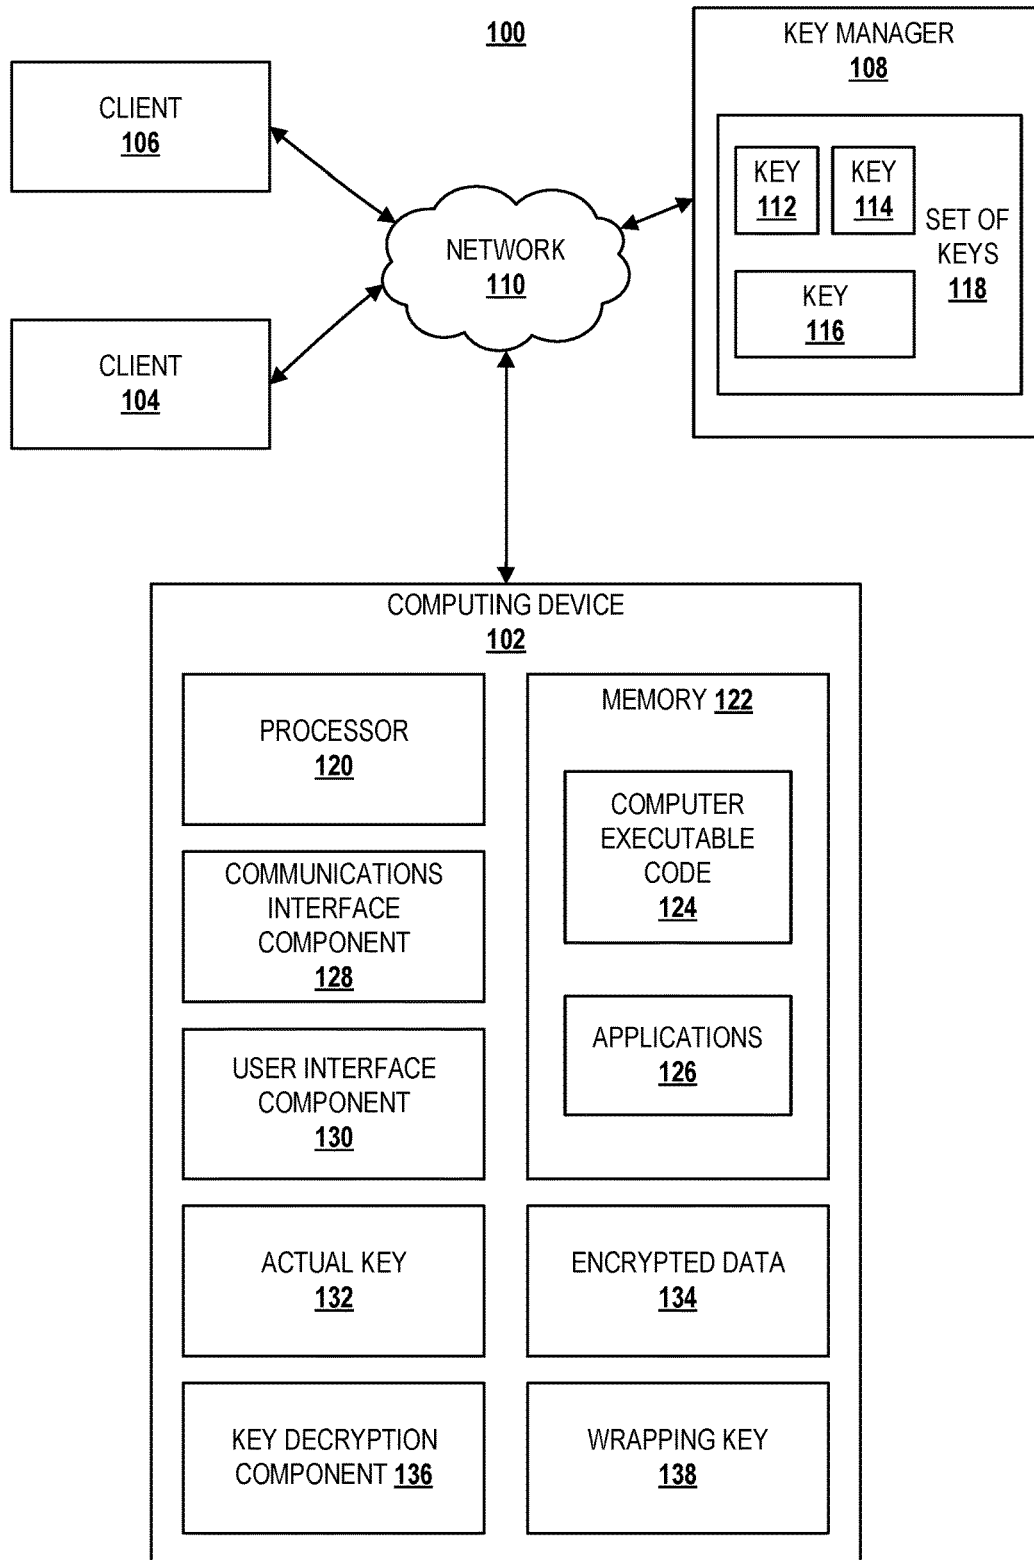 100
CLIENT
106
CLIENT
104
NETWORK
110
KEY MANAGER
108
KEY
112
KEY
114
KEY
116
SET OF
KEYS
118
COMPUTING DEVICE
102
PROCESSOR
120
COMMUNICATIONS
INTERFACE
COMPONENT
128
USER INTERFACE
COMPONENT
130
MEMORY 122
COMPUTER
EXECUTABLE
CODE
124
APPLICATIONS
126
ACTUAL KEY
132
ENCRYPTED DATA
134
KEY DECRYPTION
COMPONENT 136
WRAPPING KEY
138